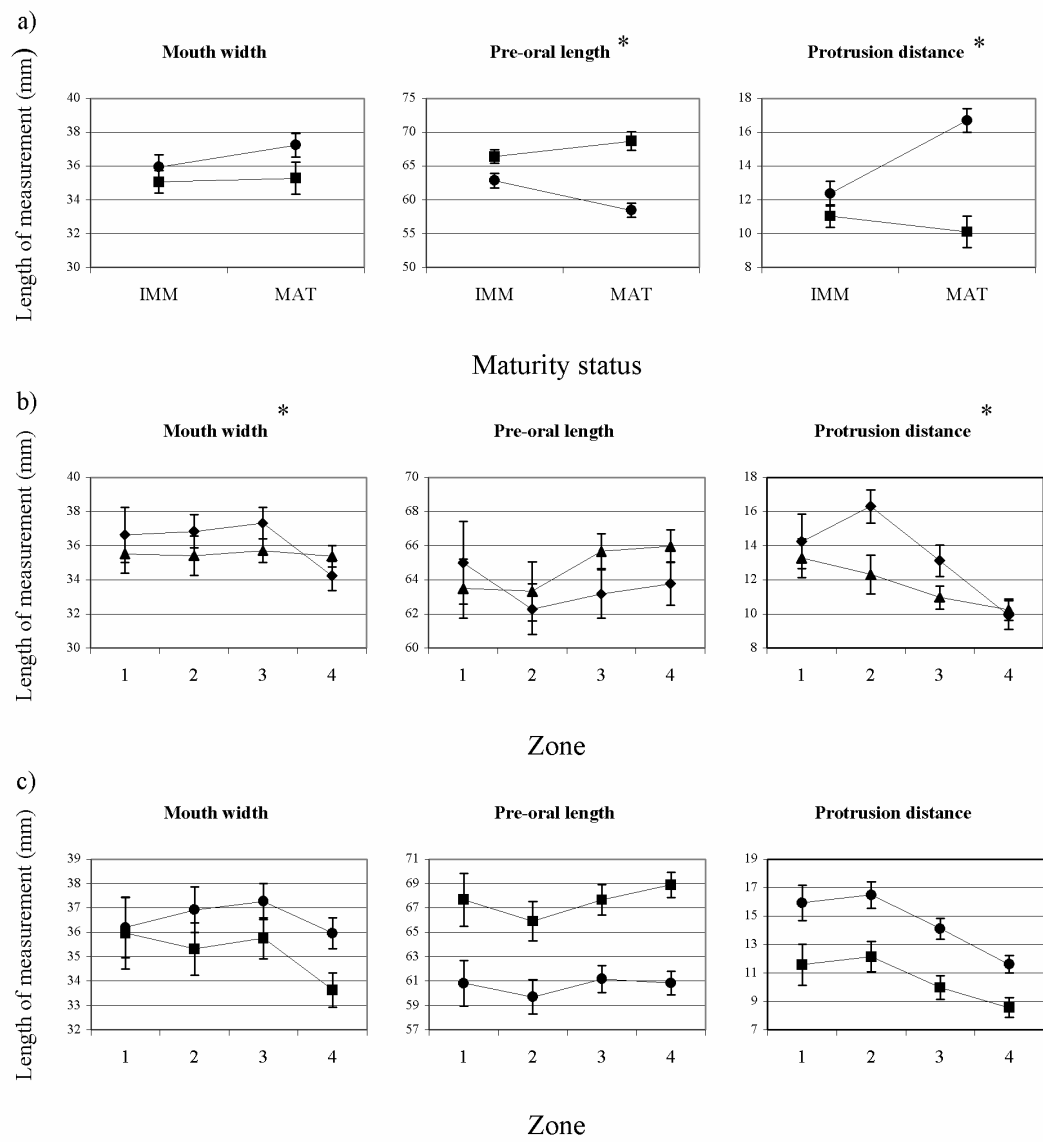 a)
Mouth width
Pre-oral length *
Protrusion distance *
Length of measurement (mm)
40
38
36
34
32
30
IMM
MAT
75
70
65
60
55
50
IMM
MAT
18
16
14
12
10
8
IMM
MAT
Maturity status
b)
Mouth width *
Pre-oral length
Protrusion distance *
Length of measurement (mm)
40
38
36
34
32
30
1 2 3 4
70
68
66
64
62
60
1 2 3 4
18
16
14
12
10
8
1 2 3 4
Zone
c)
Mouth width
Pre-oral length
Protrusion distance
Length of measurement (mm)
39
38
37
36
35
34
33
32
1 2 3 4
71
69
67
65
63
61
59
57
1 2 3 4
19
17
15
13
11
9
7
1 2 3 4
Zone